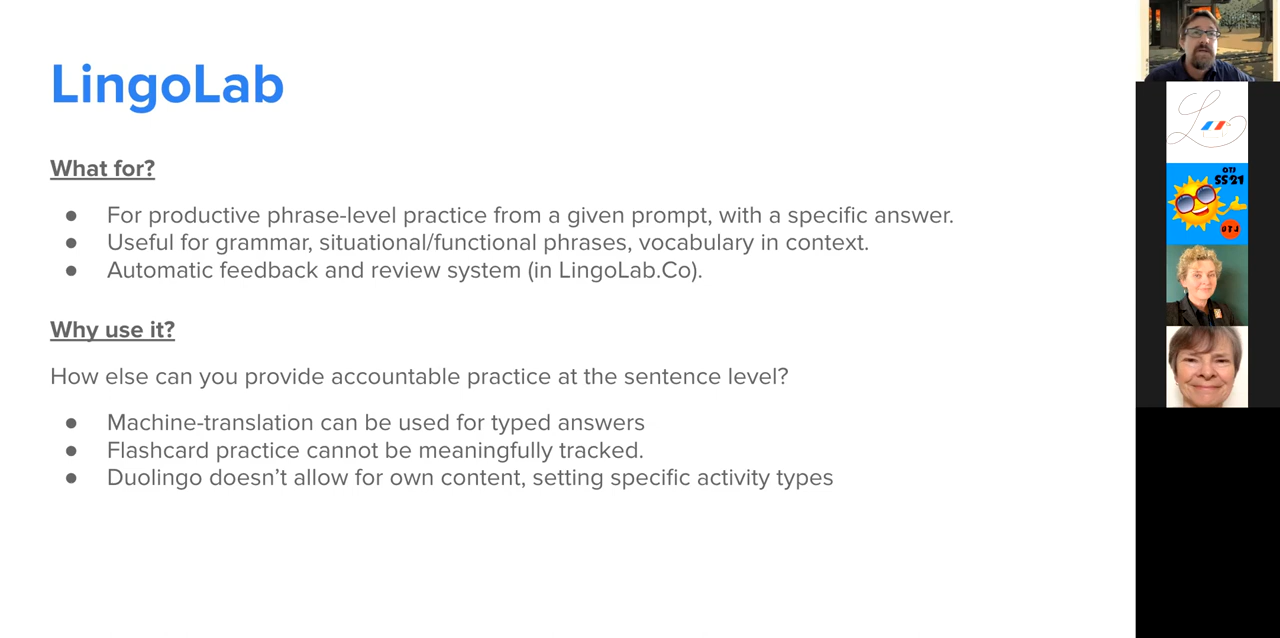 LingoLab
What for?
● For productive phrase-level practice from a given prompt, with a specific answer.
● Useful for grammar, situational/functional phrases, vocabulary in context.
● Automatic feedback and review system (in LingoLab.Co).
Why use it?
How else can you provide accountable practice at the sentence level?
● Machine-translation can be used for typed answers
● Flashcard practice cannot be meaningfully tracked.
● Duolingo doesn’t allow for own content, setting specific activity types
OTJ
SS21
OTJ